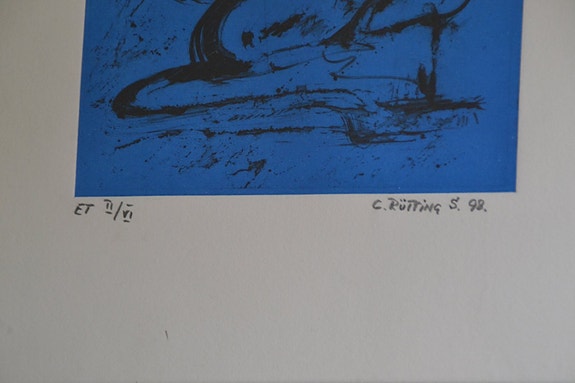 ET II/VI
C. RÜTTING S. 98.